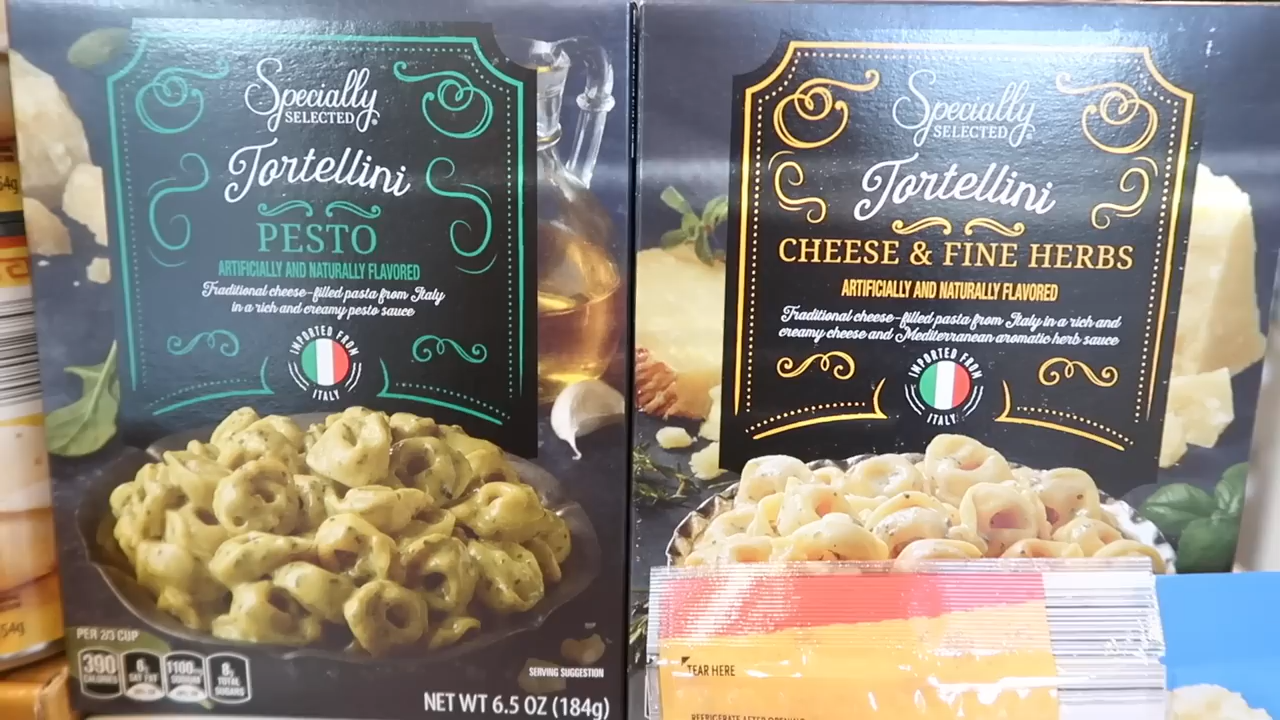 Specially
SELECTED
Tortellini
PESTO
ARTIFICIALLY AND NATURALLY FLAVORED
Traditional cheese-filled pasta from Italy
in a rich and creamy pesto sauce
IMPORTED FROM
ITALY
PER 2/3 CUP
390
CALORIES
SAT FAT
1100
SODIUM
TOTAL
SUGARS
SERVING SUGGESTION
NET WT 6.5 OZ (184g)
Specially
SELECTED
Tortellini
CHEESE & FINE HERBS
ARTIFICIALLY AND NATURALLY FLAVORED
Traditional cheese-filled pasta from Italy in a rich and
creamy cheese and Mediterranean aromatic herb sauce
IMPORTED FROM
ITALY
TEAR HERE
REFRIGERATE AFTER OPENING